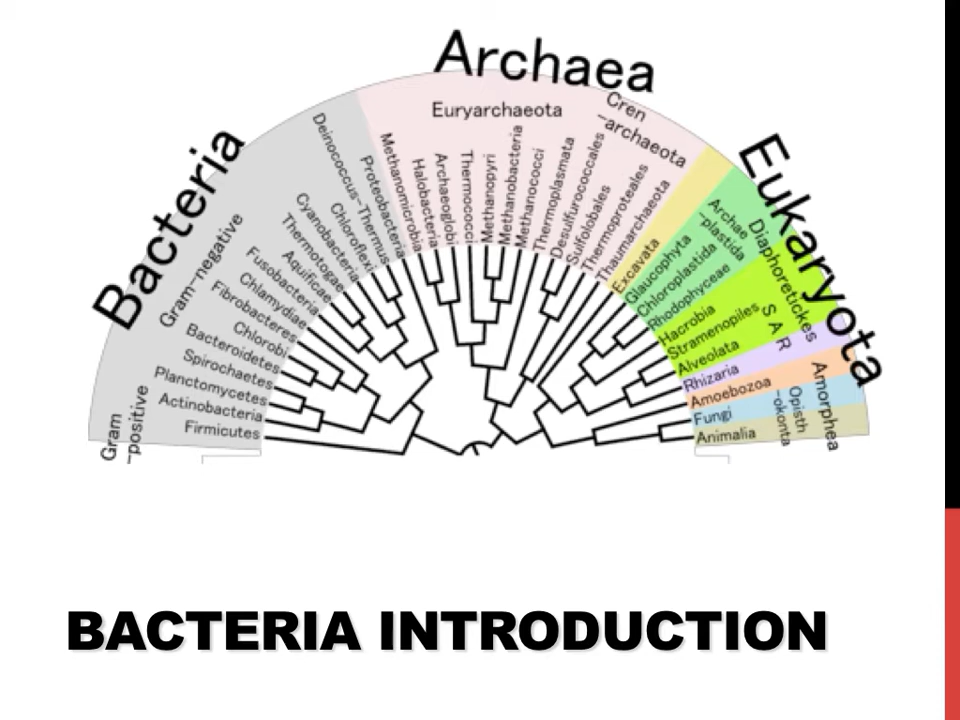 Archaea
Bacteria
Eukaryota
Euryarchaeota
Cren
-archaeota
Gram-negative
Gram
-positive
Firmicutes
Actinobacteria
Planctomycetes
Spirochaetes
Bacteroidetes
Chlorobi
Fibrobacteres
Chlamydiae
Fusobacteria
Aquificae
Thermotogae
Cyanobacteria
Chloroflexi
Deinococcus-Thermus
Proteobacteria
Methanomicrobia
Halobacteria
Archaeoglobi
Thermococci
Methanopyri
Methanobacteria
Methanococci
Thermoplasmata
Desulfurococcales
Sulfolobales
Thermoproteales
Thaumarchaeota
Excavata
Glaucophyta
Chloroplastida
Rhodophyceae
Archae
-plastida
Diaphoretickes
Hacrobia
Stramenopiles
Alveolata
Rhizaria
S A R
Amoebozoa
Fungi
Animalia
Opisth
-okonta
Amorphea
BACTERIA INTRODUCTION